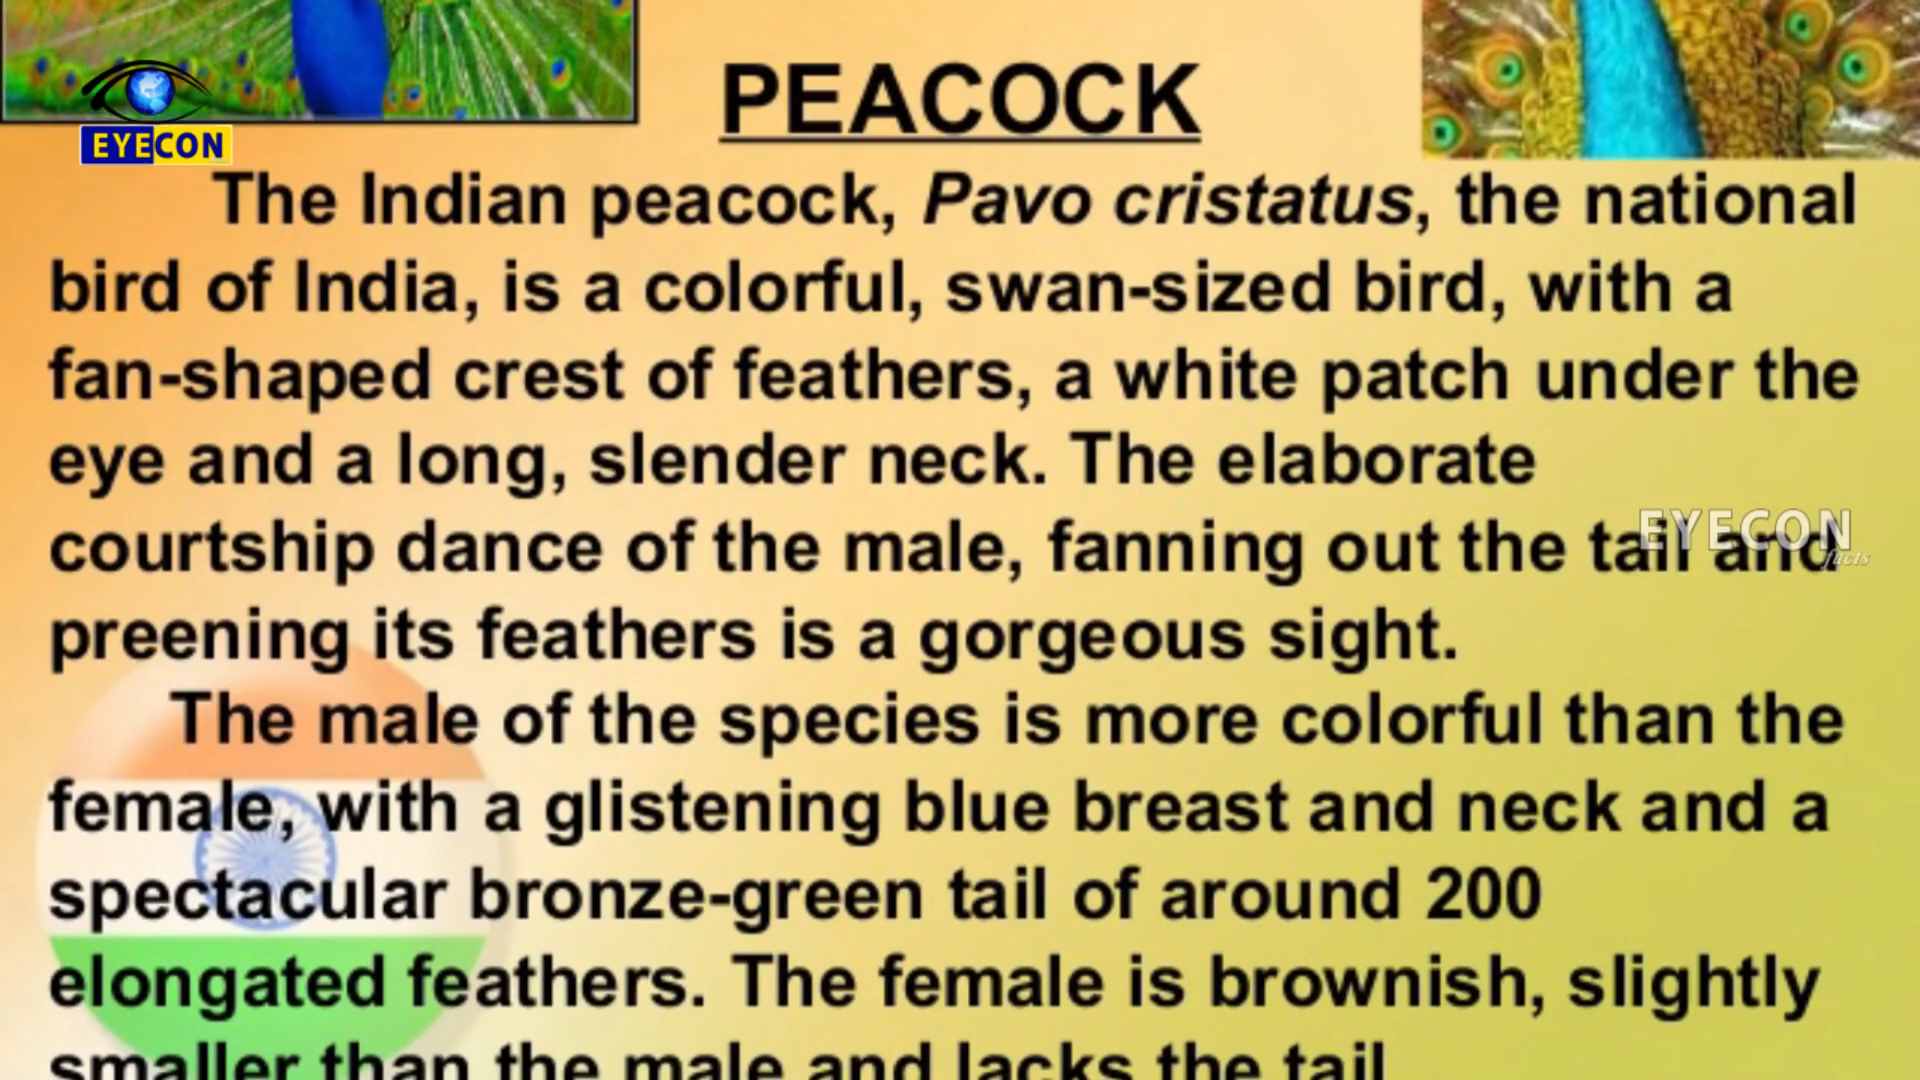 EYECON
PEACOCK
The Indian peacock, Pavo cristatus, the national
bird of India, is a colorful, swan-sized bird, with a
fan-shaped crest of feathers, a white patch under the
eye and a long, slender neck. The elaborate
courtship dance of the male, fanning out the tail and
EYECON
facts
preening its feathers is a gorgeous sight.
The male of the species is more colorful than the
female, with a glistening blue breast and neck and a
spectacular bronze-green tail of around 200
elongated feathers. The female is brownish, slightly
smaller than the male and lacks the tail